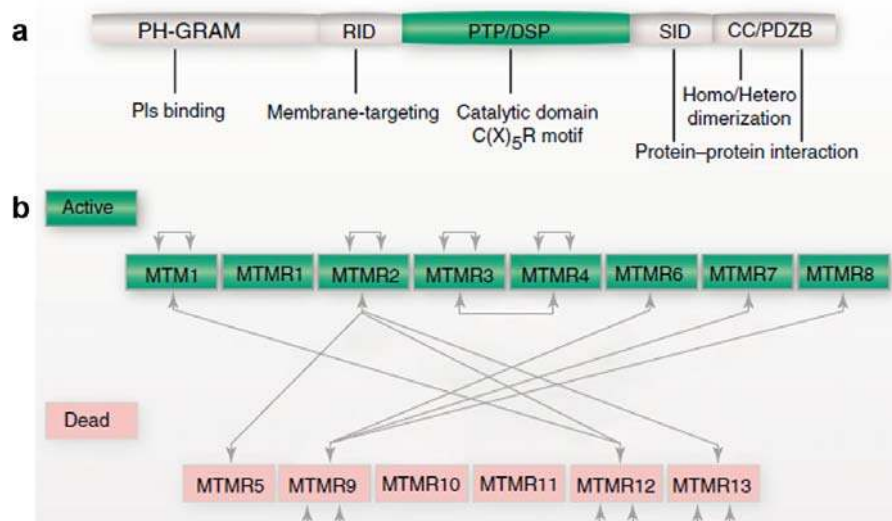 a
PH-GRAM RID PTP/DSP SID CC/PDZB
PIs binding
Membrane-targeting
Catalytic domain
C(X)5R motif
Homo/Hetero
dimerization
Protein–protein interaction
b
Active
MTM1 MTMR1 MTMR2 MTMR3 MTMR4 MTMR6 MTMR7 MTMR8
Dead
MTMR5 MTMR9 MTMR10 MTMR11 MTMR12 MTMR13